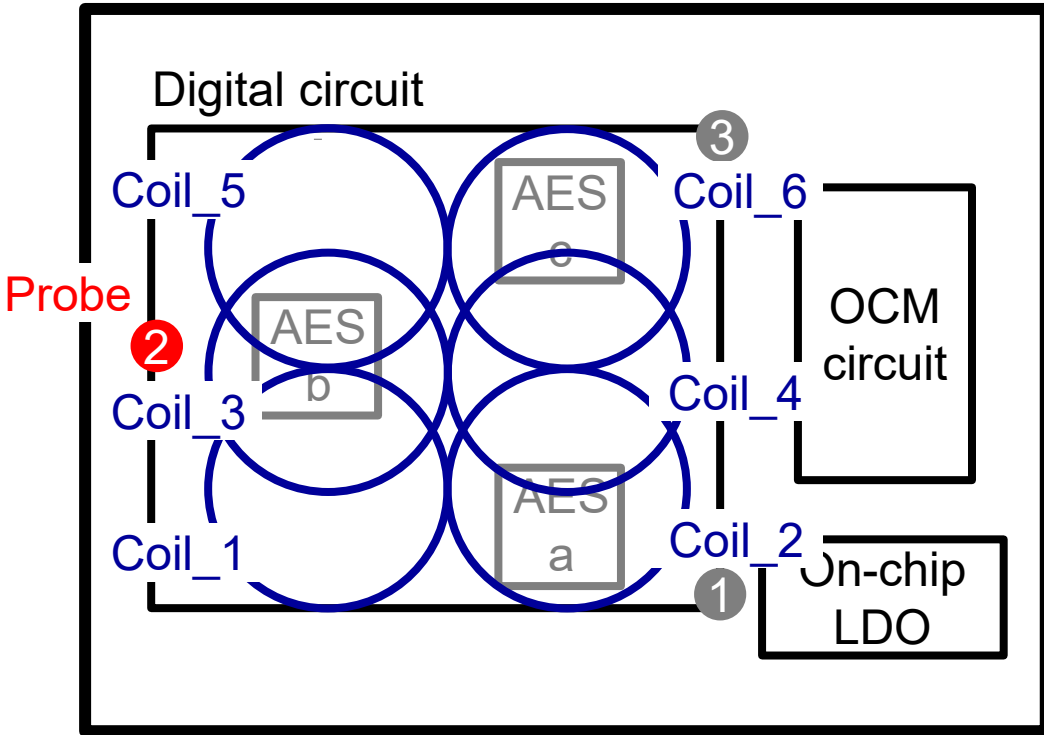 Digital circuit
3
Coil_5
AES
c
Coil_6
Probe
2
AES
b
OCM
circuit
Coil_3
Coil_4
Coil_1
AES
a
Coil_2
1
On-chip
LDO